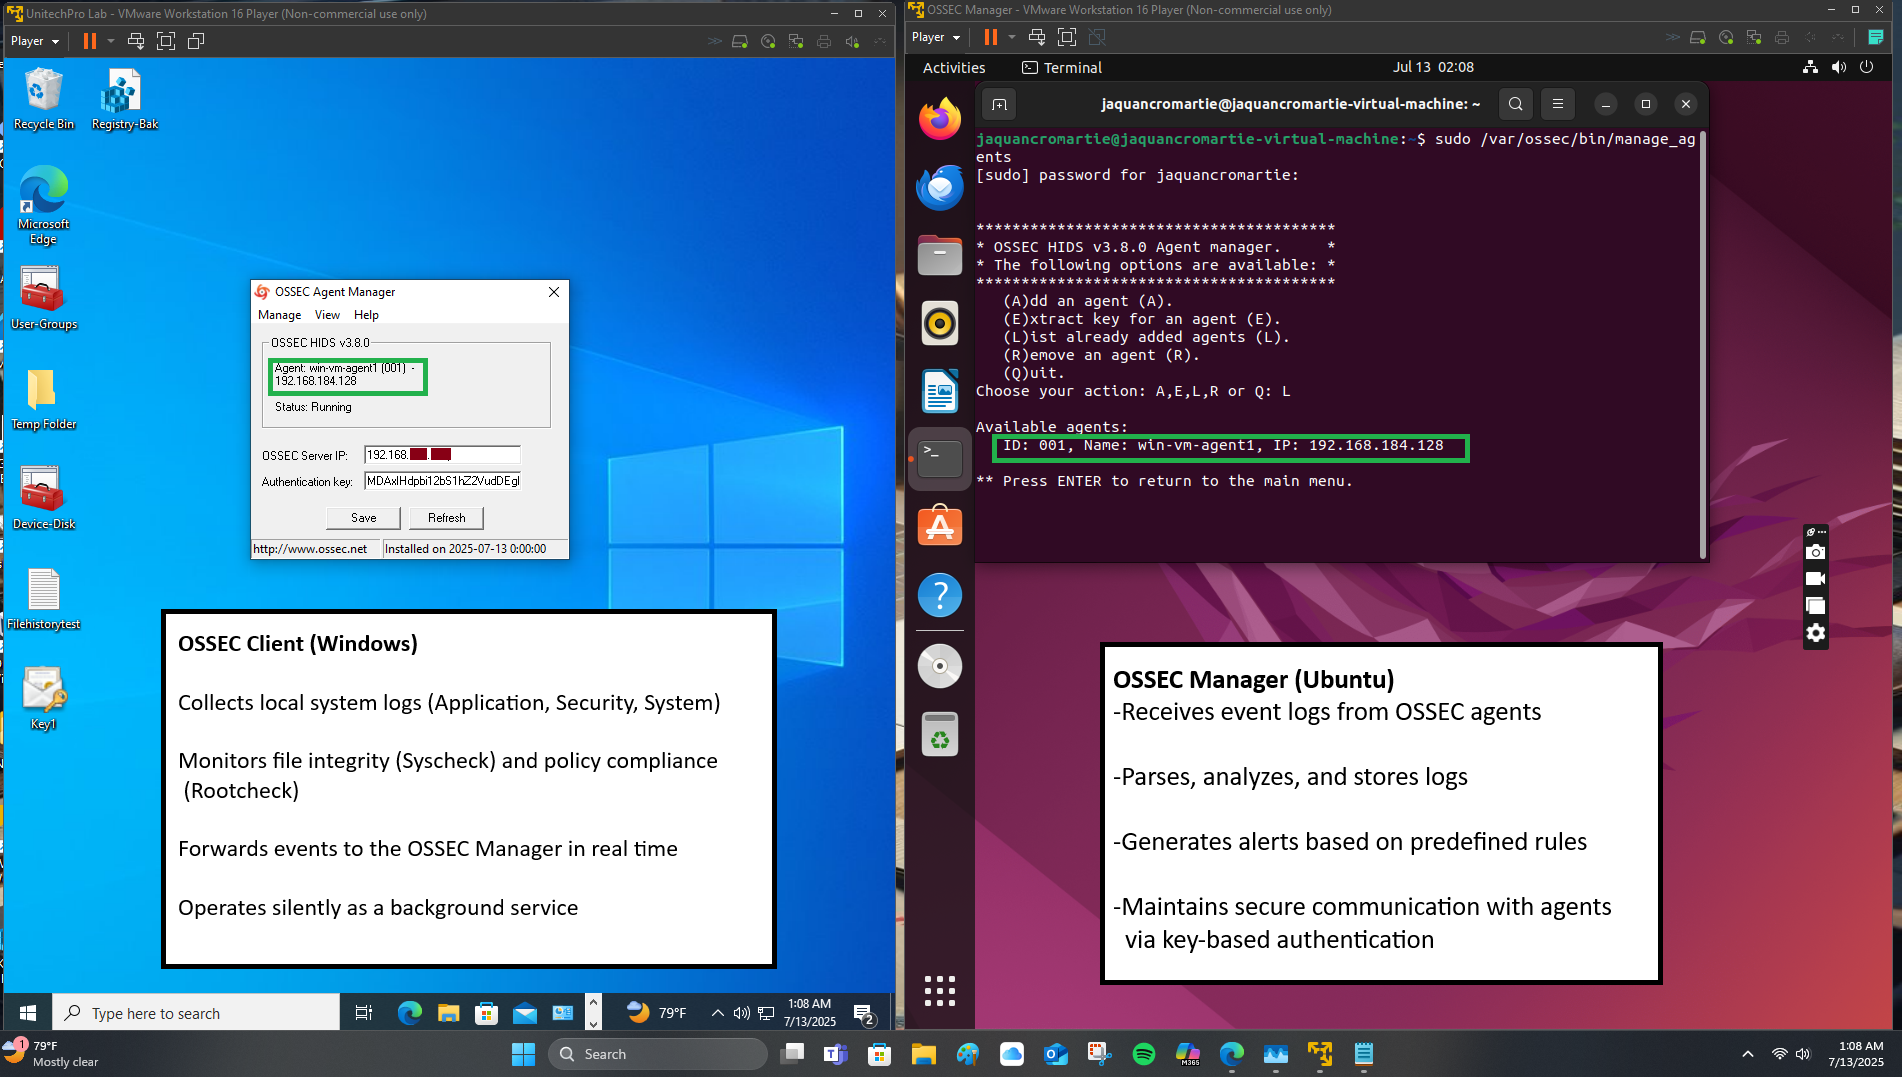 UnitechPro Lab - VMware Workstation 16 Player (Non-commercial use only)
Player
Recycle Bin
Registry-Bak
Microsoft
Edge
User-Groups
Temp Folder
Device-Disk
Filehistorytest
Key1
OSSEC Agent Manager
Manage View Help
OSSEC HIDS v3.8.0
Agent: win-vm-agent1 (001) -
192.168.184.128
Status: Running
OSSEC Server IP: 192.168. .
Authentication key: MDAxIHdpbi12bS1hZ2VudDEgl
Save Refresh
http://www.ossec.net Installed on 2025-07-13 0:00:00
OSSEC Client (Windows)
Collects local system logs (Application, Security, System)
Monitors file integrity (Syscheck) and policy compliance
(Rootcheck)
Forwards events to the OSSEC Manager in real time
Operates silently as a background service
Type here to search
79°F
1:08 AM
7/13/2025
2
OSSEC Manager - VMware Workstation 16 Player (Non-commercial use only)
Player
Activities Terminal Jul 13 02:08
jaquancromartie@jaquancromartie-virtual-machine: ~
jaquancromartie@jaquancromartie-virtual-machine:~$ sudo /var/ossec/bin/manage_ag
ents
[sudo] password for jaquancromartie:
****************************************
* OSSEC HIDS v3.8.0 Agent manager.     *
* The following options are available: *
****************************************
(A)dd an agent (A).
(E)xtract key for an agent (E).
(L)ist already added agents (L).
(R)emove an agent (R).
(Q)uit.
Choose your action: A,E,L,R or Q: L
Available agents:
ID: 001, Name: win-vm-agent1, IP: 192.168.184.128
** Press ENTER to return to the main menu.
OSSEC Manager (Ubuntu)
-Receives event logs from OSSEC agents
-Parses, analyzes, and stores logs
-Generates alerts based on predefined rules
-Maintains secure communication with agents
via key-based authentication
1
79°F
Mostly clear
Search
M365
1:08 AM
7/13/2025